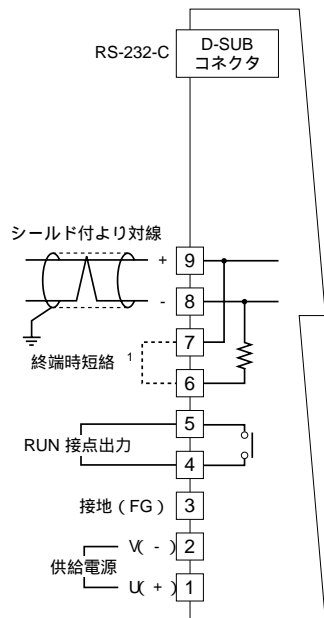 RS-232-C
D-SUB
コネクタ
シールド付より対線
+ 9
- 8
7
終端時短絡 1
6
5
RUN 接点出力
4
接地(FG) 3
V( - ) 2
供給電源
U( + ) 1